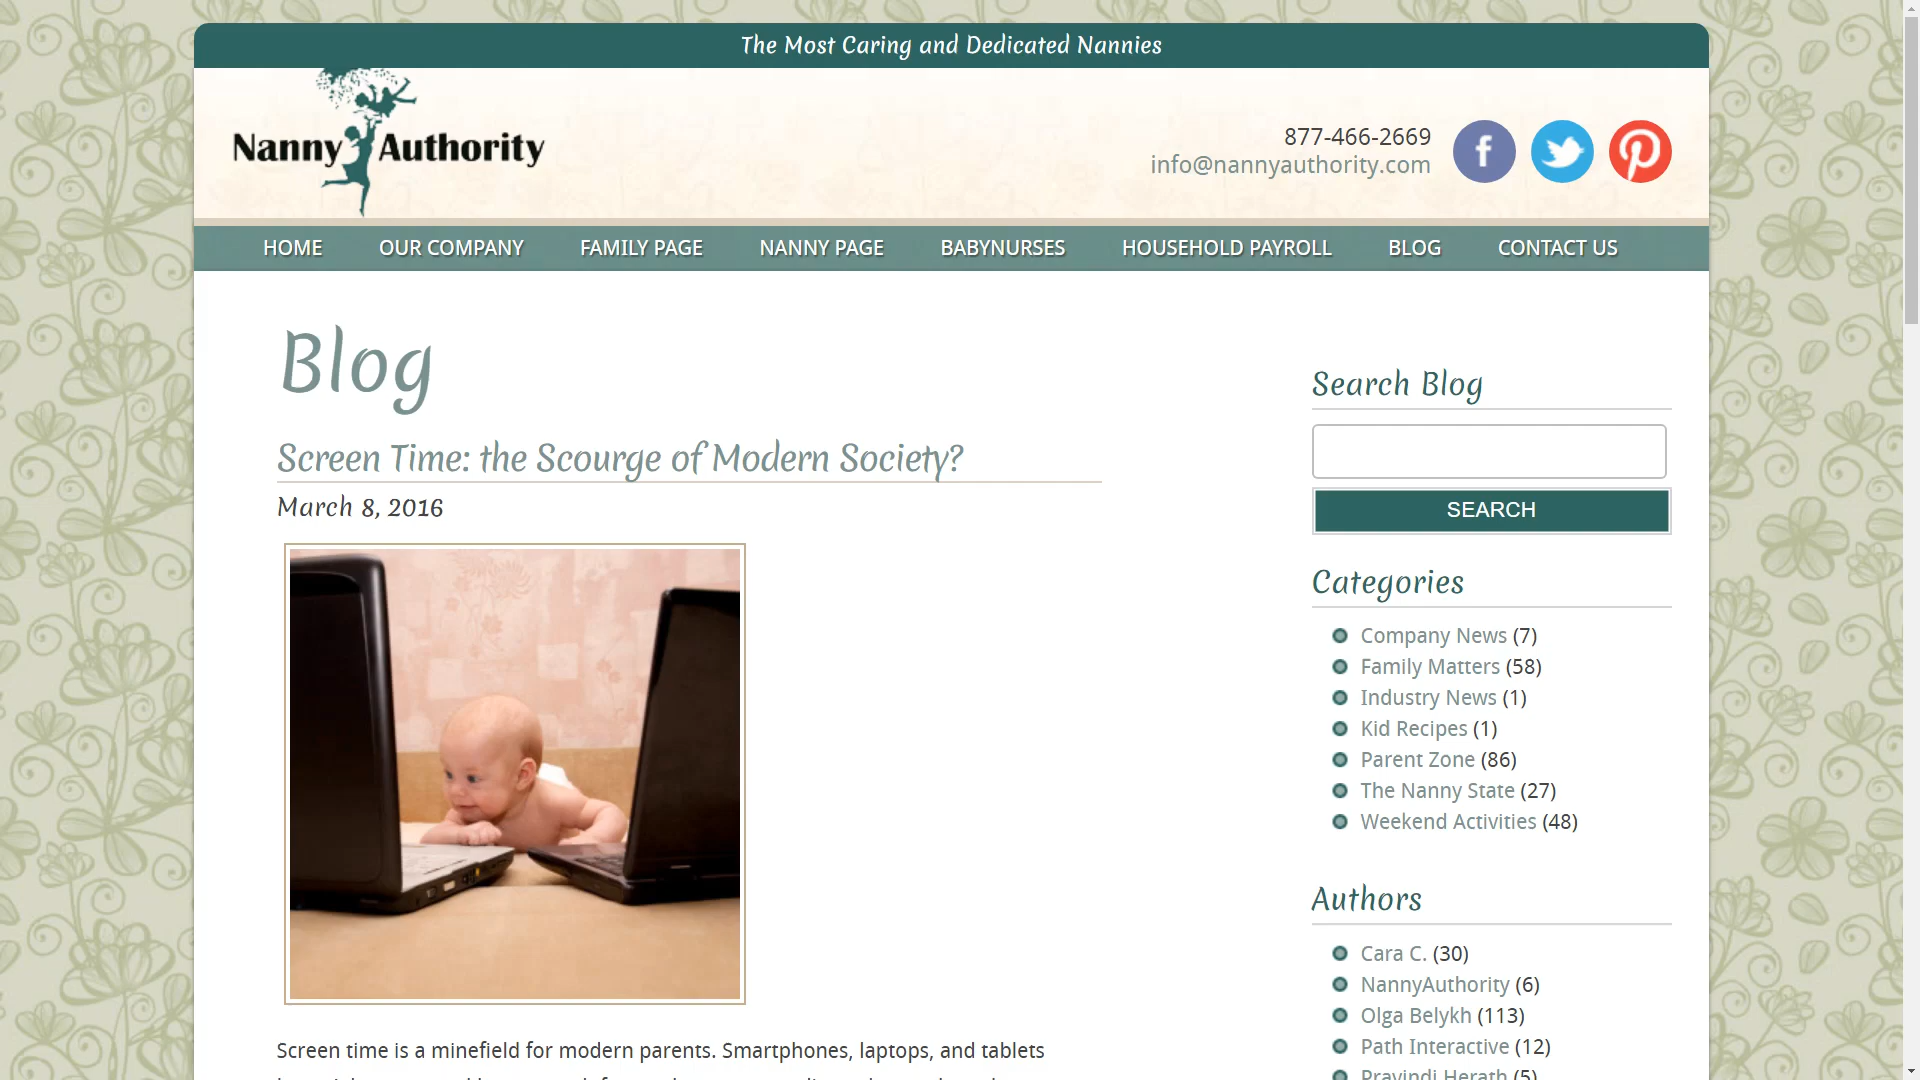 The Most Caring and Dedicated Nannies
Nanny Authority
877-466-2669
info@nannyauthority.com
HOME OUR COMPANY FAMILY PAGE NANNY PAGE BABYNURSES HOUSEHOLD PAYROLL BLOG CONTACT US
Blog
Screen Time: the Scourge of Modern Society?
March 8, 2016
Screen time is a minefield for modern parents. Smartphones, laptops, and tablets
Search Blog
SEARCH
Categories
Company News (7)
Family Matters (58)
Industry News (1)
Kid Recipes (1)
Parent Zone (86)
The Nanny State (27)
Weekend Activities (48)
Authors
Cara C. (30)
NannyAuthority (6)
Olga Belykh (113)
Path Interactive (12)
Pravindi Herath (5)